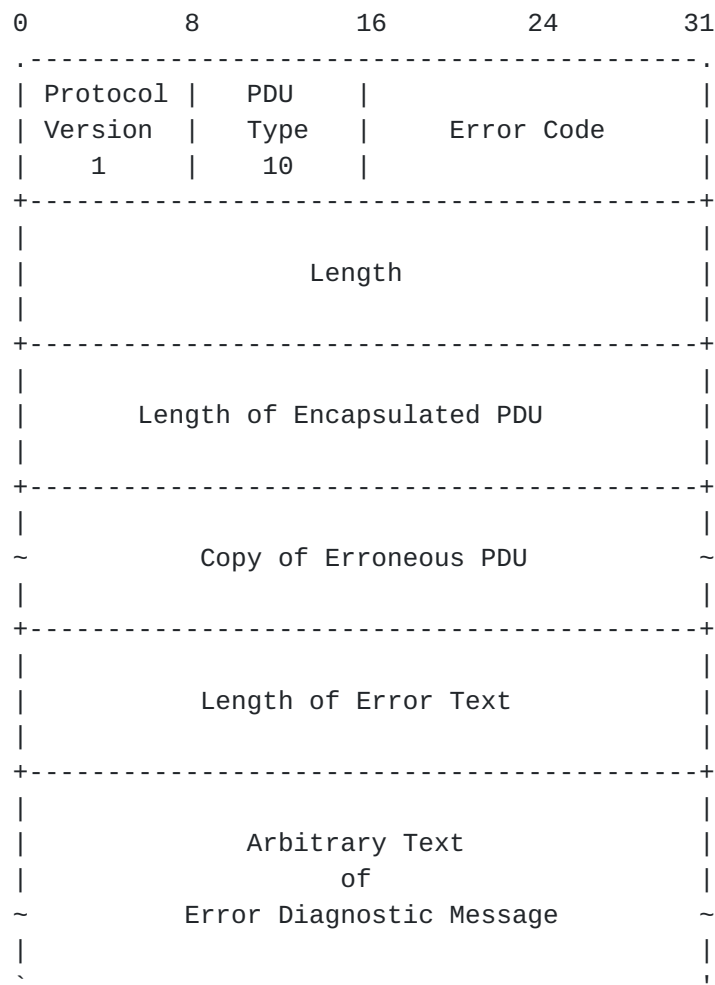 0          8          16         24        31
.-------------------------------------------.
| Protocol |   PDU    |                     |
| Version  |   Type   |     Error Code      |
|    1     |    10    |                     |
+-------------------------------------------+
|                                           |
|                  Length                   |
|                                           |
+-------------------------------------------+
|                                           |
|       Length of Encapsulated PDU          |
|                                           |
+-------------------------------------------+
|                                           |
~           Copy of Erroneous PDU           ~
|                                           |
+-------------------------------------------+
|                                           |
|           Length of Error Text            |
|                                           |
+-------------------------------------------+
|                                           |
|              Arbitrary Text               |
|                    of                     |
~          Error Diagnostic Message         ~
|                                           |
`                                           '